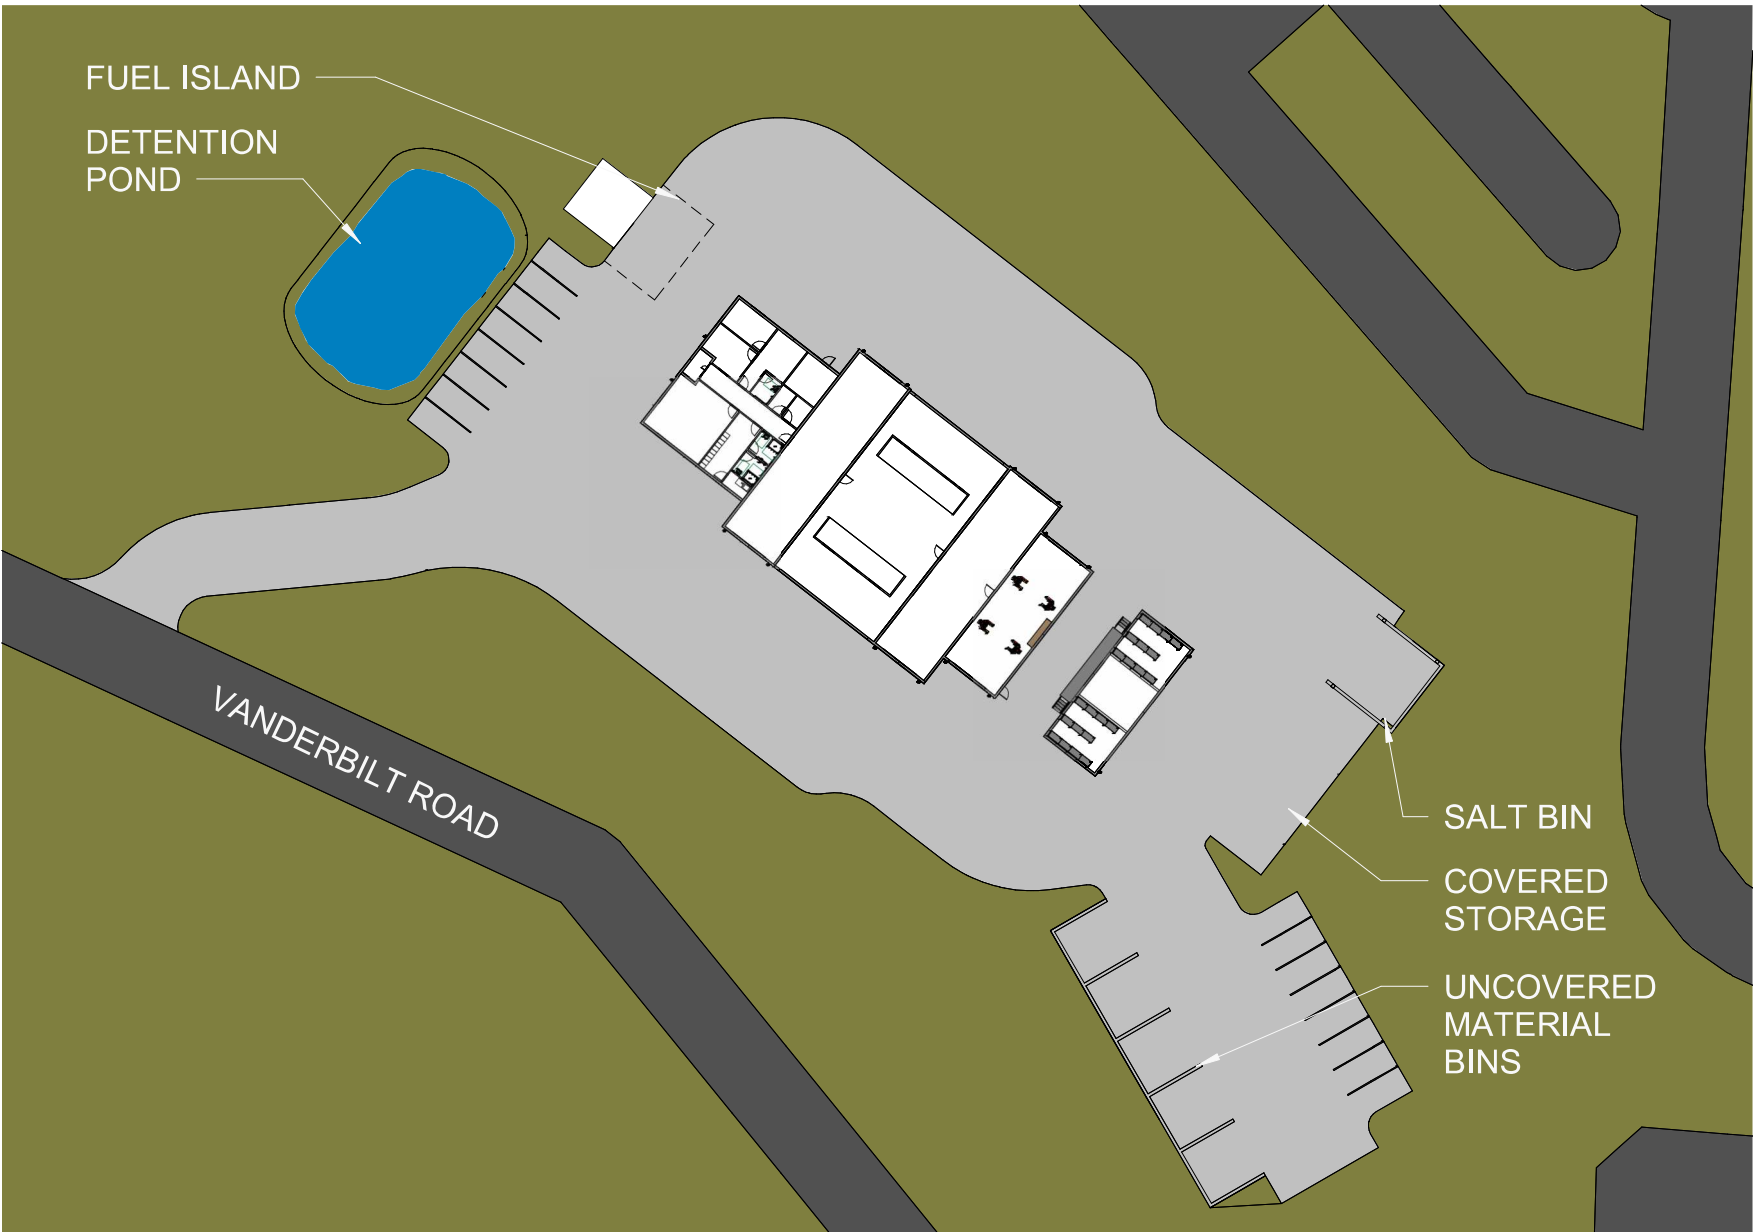 FUEL ISLAND
DETENTION
POND
VANDERBILT ROAD
SALT BIN
COVERED
STORAGE
UNCOVERED
MATERIAL
BINS